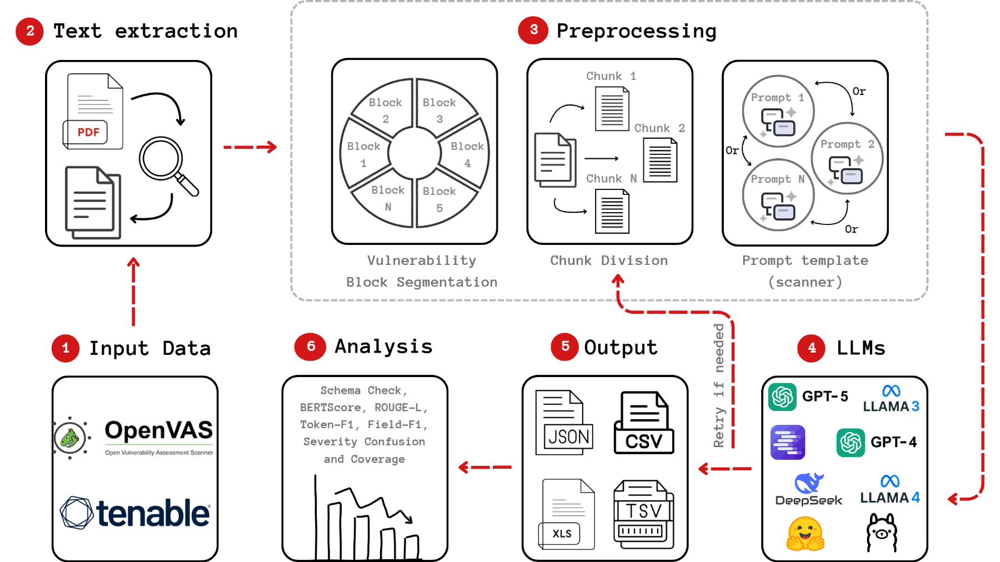 2 Text extraction
PDF
3 Preprocessing
Block
2
Block
3
Block
1
Block
4
Block
N
Block
5
Vulnerability
Block Segmentation
Chunk 1
Chunk 2
Chunk N
Chunk Division
Prompt 1
Or
Prompt 2
Or
Prompt N
Or
Prompt template
(scanner)
1 Input Data
OpenVAS
Open Vulnerability Assessment Scanner
tenable
6 Analysis
Schema Check,
BERTScore, ROUGE-L,
Token-F1, Field-F1,
Severity Confusion
and Coverage
5 Output
JSON
CSV
XLS
TSV
Retry if needed
4 LLMs
GPT-5
LLAMA 3
GPT-4
DeepSeek
LLAMA 4